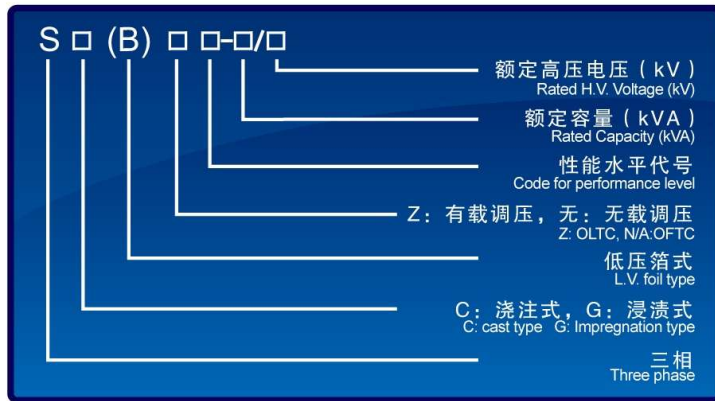 S □ (B) □ □-□/□
额定高压电压（kV）
Rated H.V. Voltage (kV)
额定容量（kVA）
Rated Capacity (kVA)
性能水平代号
Code for performance level
Z：有载调压，无：无载调压
Z: OLTC, N/A:OFTC
低压箔式
L.V. foil type
C：浇注式，G：浸渍式
C: cast type G: Impregnation type
三相
Three phase